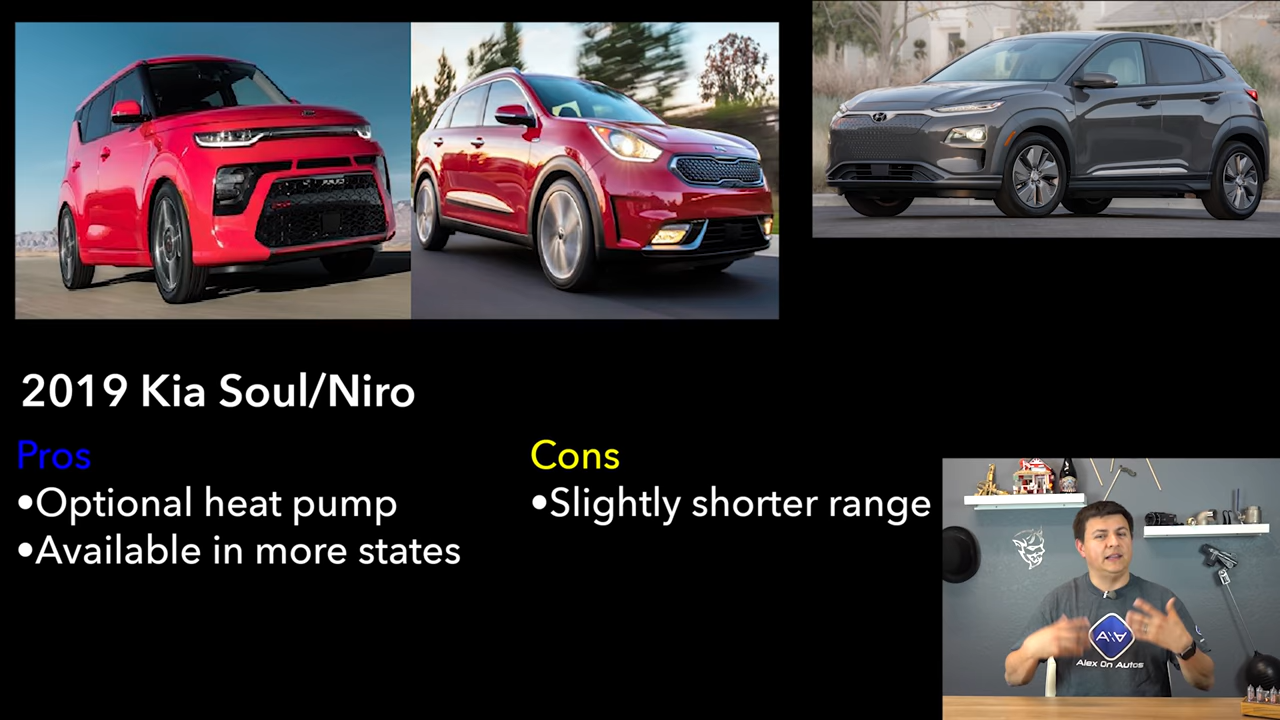 2019 Kia Soul/Niro
Pros
•Optional heat pump
•Available in more states
Cons
•Slightly shorter range
Alex On Autos